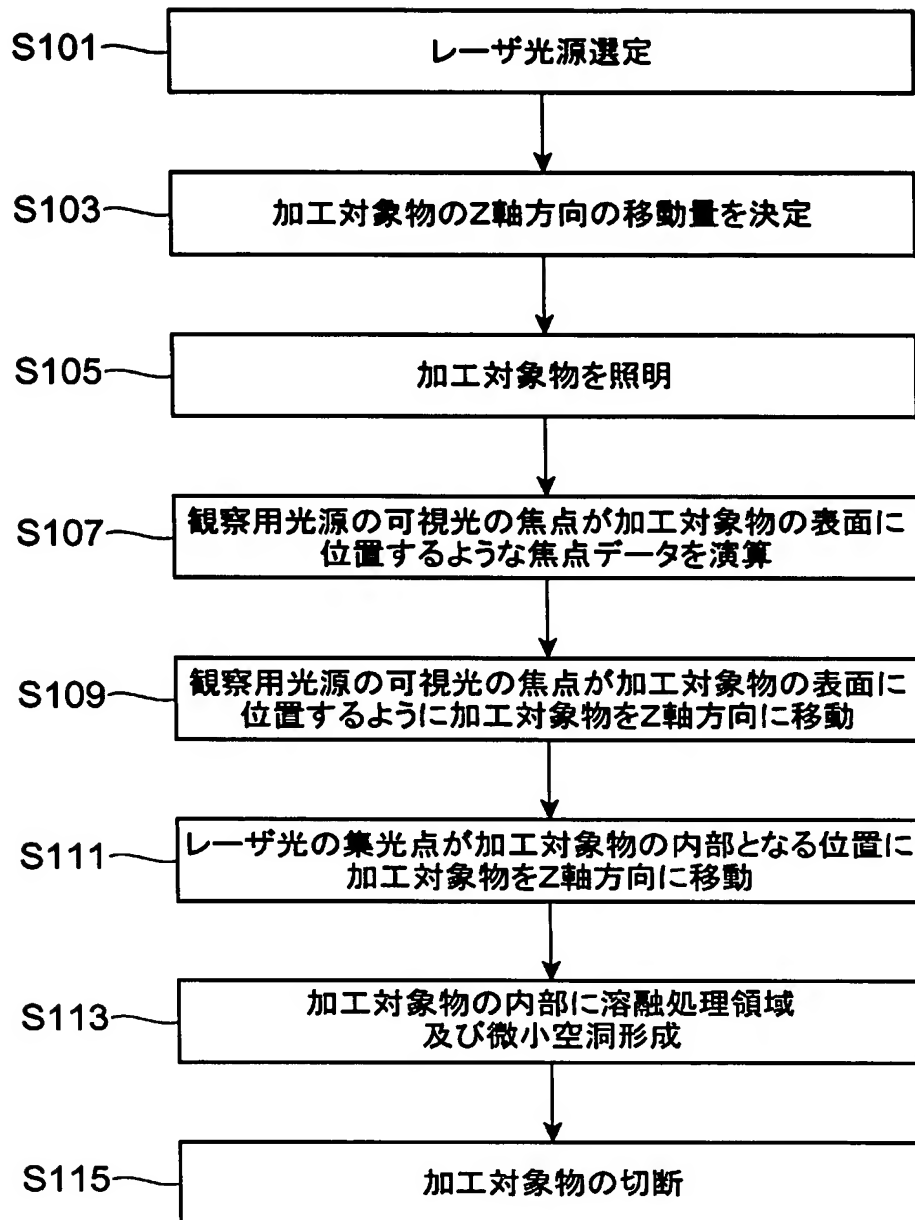 S101
レーザ光源選定
S103
加工対象物のZ軸方向の移動量を決定
S105
加工対象物を照明
S107
観察用光源の可視光の焦点が加工対象物の表面に
位置するような焦点データを演算
S109
観察用光源の可視光の焦点が加工対象物の表面に
位置するように加工対象物をZ軸方向に移動
S111
レーザ光の集光点が加工対象物の内部となる位置に
加工対象物をZ軸方向に移動
S113
加工対象物の内部に溶融処理領域
及び微小空洞形成
S115
加工対象物の切断